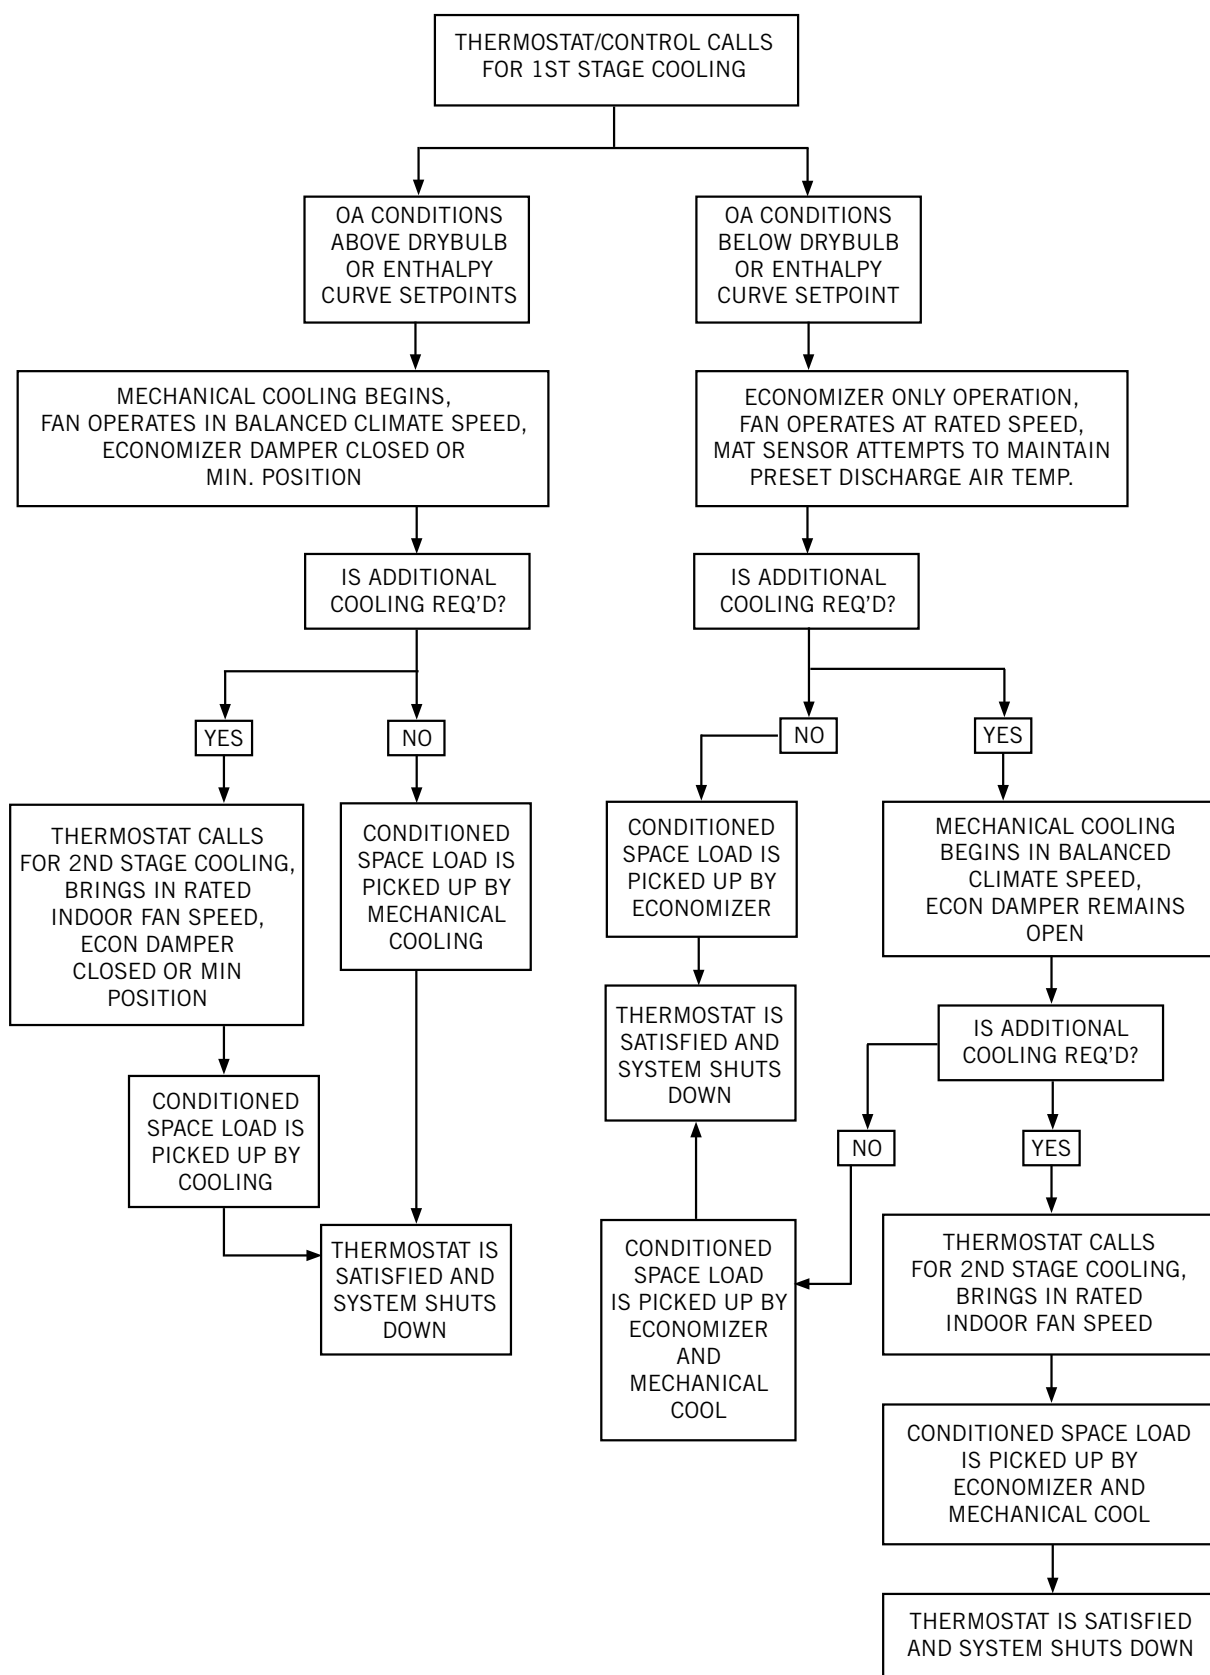 THERMOSTAT/CONTROL CALLS
FOR 1ST STAGE COOLING
OA CONDITIONS
ABOVE DRYBULB
OR ENTHALPY
CURVE SETPOINTS
OA CONDITIONS
BELOW DRYBULB
OR ENTHALPY
CURVE SETPOINT
MECHANICAL COOLING BEGINS,
FAN OPERATES IN BALANCED CLIMATE SPEED,
ECONOMIZER DAMPER CLOSED OR
MIN. POSITION
ECONOMIZER ONLY OPERATION,
FAN OPERATES AT RATED SPEED,
MAT SENSOR ATTEMPTS TO MAINTAIN
PRESET DISCHARGE AIR TEMP.
IS ADDITIONAL
COOLING REQ’D?
IS ADDITIONAL
COOLING REQ’D?
YES
NO
NO
YES
THERMOSTAT CALLS
FOR 2ND STAGE COOLING,
BRINGS IN RATED
INDOOR FAN SPEED,
ECON DAMPER
CLOSED OR MIN
POSITION
CONDITIONED
SPACE LOAD IS
PICKED UP BY
MECHANICAL
COOLING
CONDITIONED
SPACE LOAD IS
PICKED UP BY
ECONOMIZER
MECHANICAL COOLING
BEGINS IN BALANCED
CLIMATE SPEED,
ECON DAMPER REMAINS
OPEN
THERMOSTAT IS
SATISFIED AND
SYSTEM SHUTS
DOWN
IS ADDITIONAL
COOLING REQ’D?
CONDITIONED
SPACE LOAD IS
PICKED UP BY
COOLING
NO
YES
THERMOSTAT IS
SATISFIED AND
SYSTEM SHUTS
DOWN
CONDITIONED
SPACE LOAD
IS PICKED UP BY
ECONOMIZER
AND
MECHANICAL
COOL
THERMOSTAT CALLS
FOR 2ND STAGE COOLING,
BRINGS IN RATED
INDOOR FAN SPEED
CONDITIONED SPACE LOAD
IS PICKED UP BY
ECONOMIZER AND
MECHANICAL COOL
THERMOSTAT IS SATISFIED
AND SYSTEM SHUTS DOWN